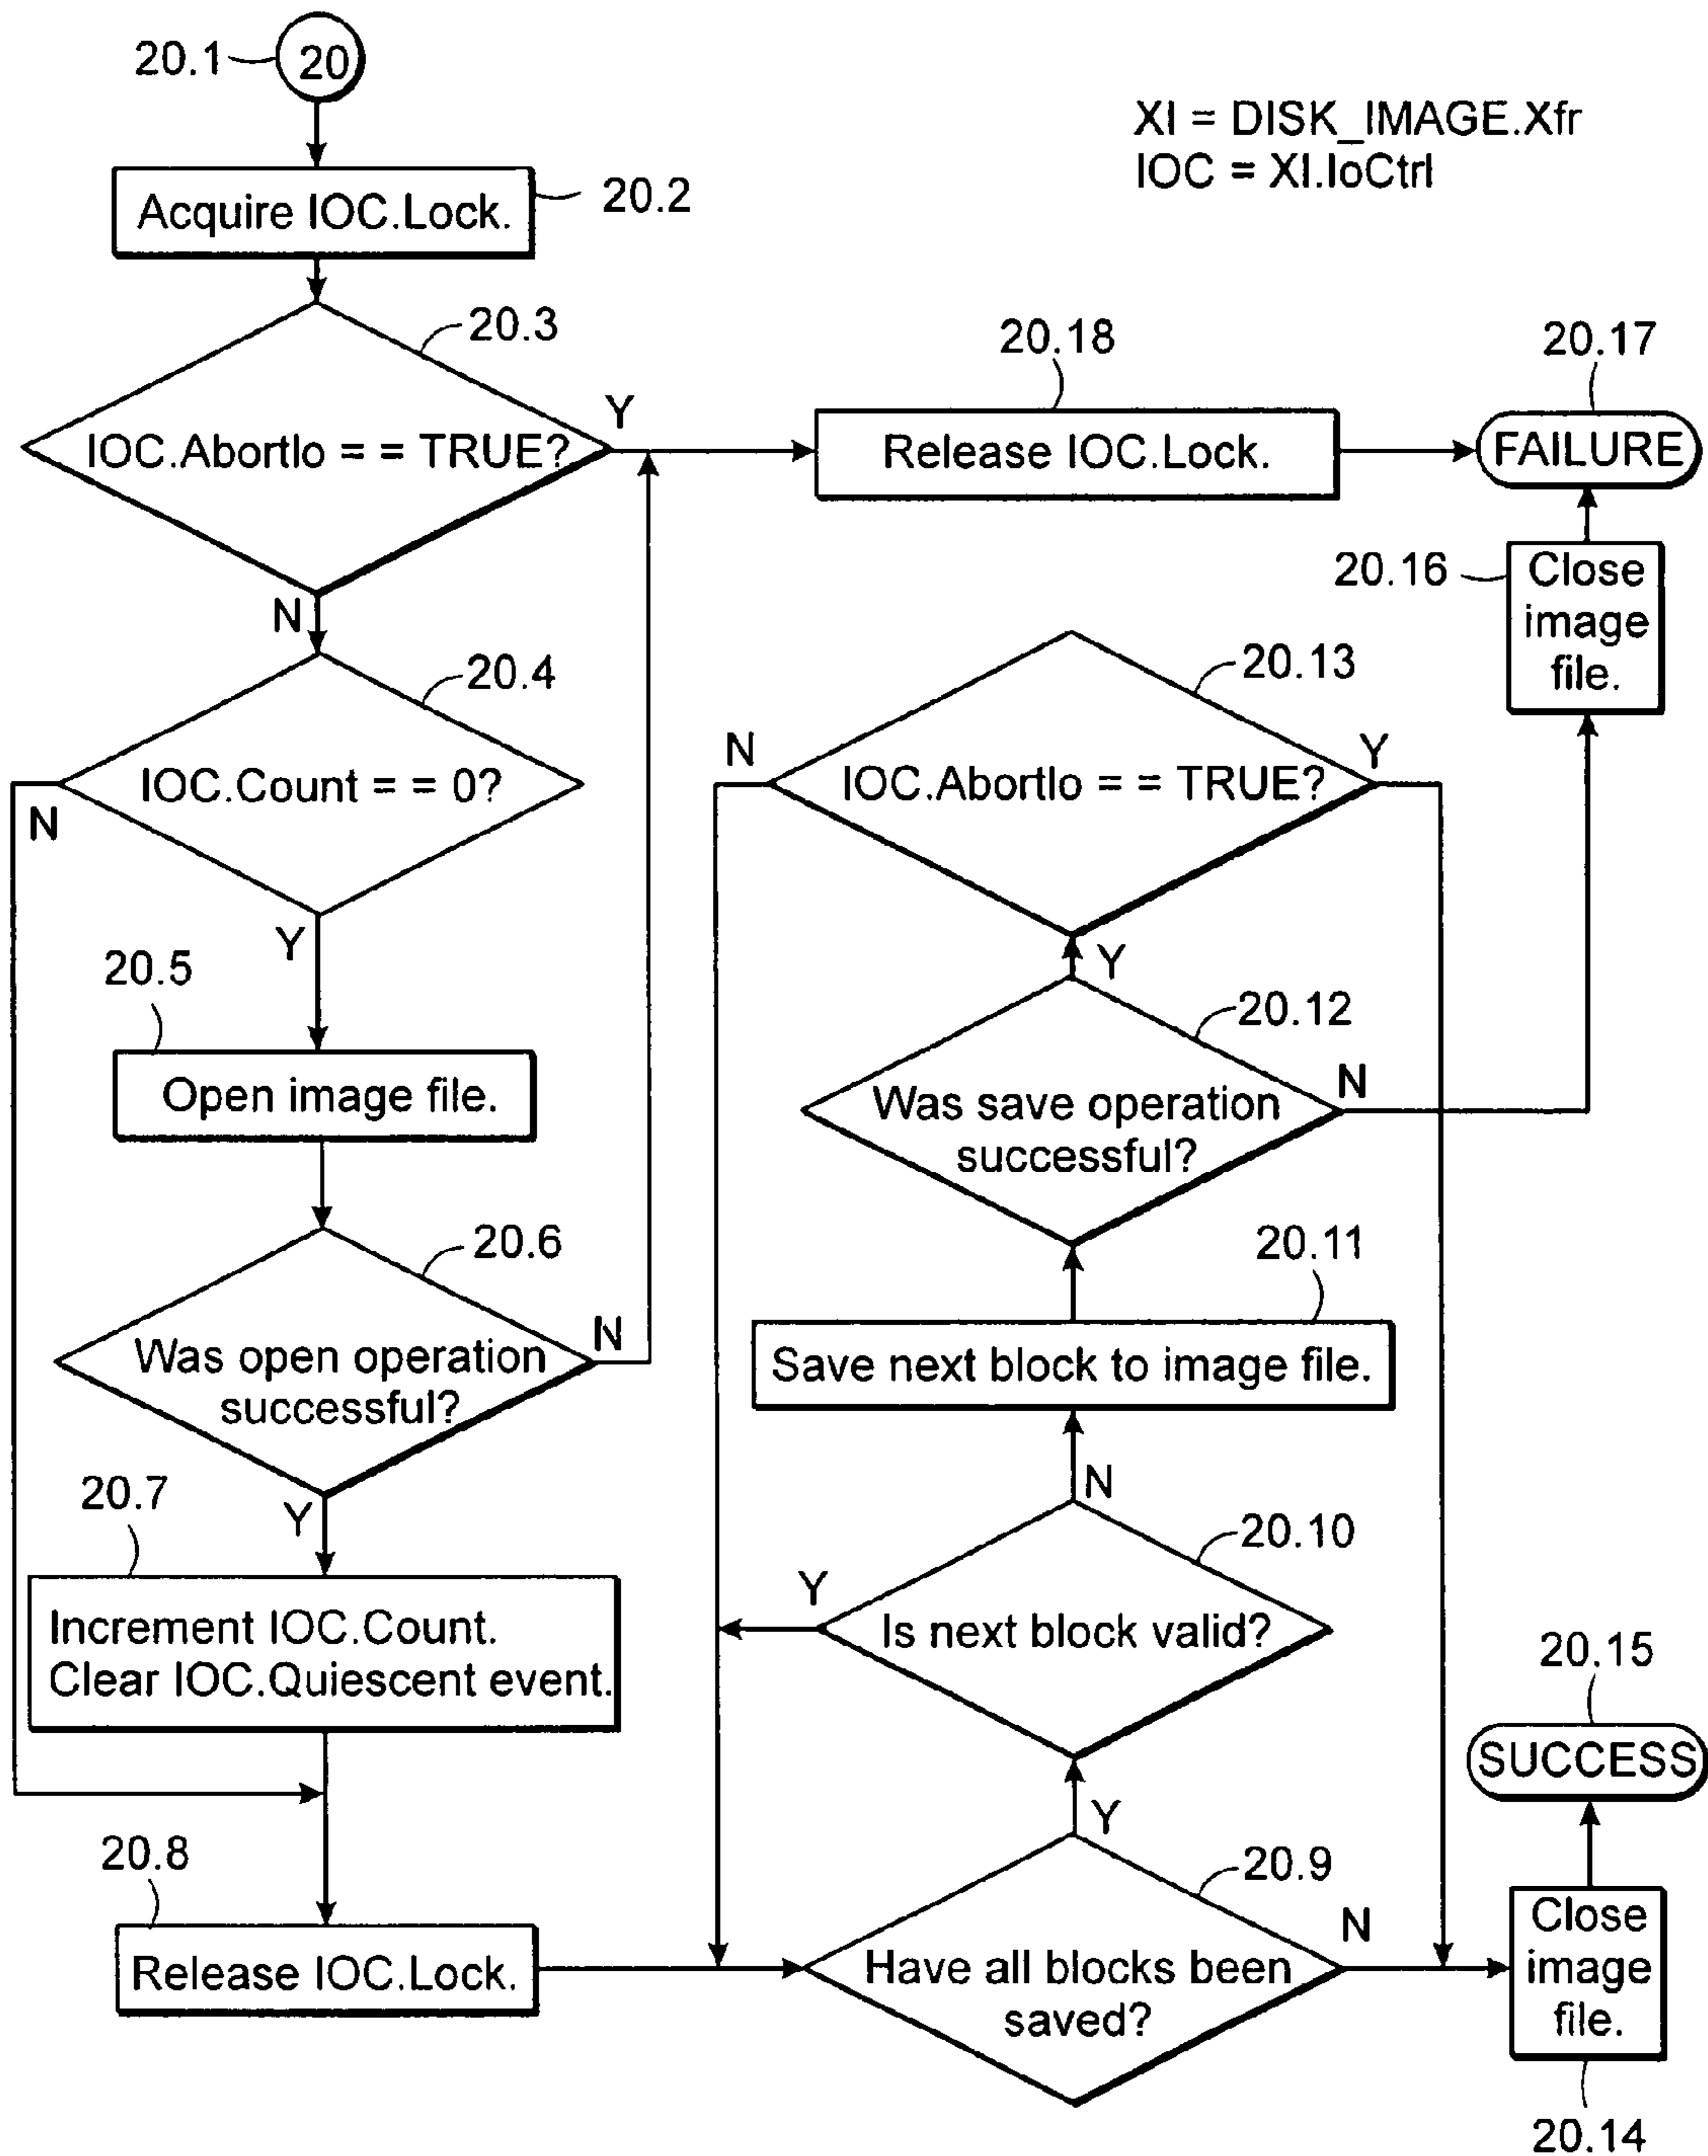 20.1
20
XI = DISK_IMAGE.Xfr
IOC = XI.IoCtrl
Acquire IOC.Lock.
20.2
20.3
IOC.AbortIo = = TRUE?
Y
N
20.18
Release IOC.Lock.
20.17
FAILURE
20.16
Close
image
file.
20.4
IOC.Count = = 0?
N
Y
20.5
Open image file.
20.6
Was open operation
successful?
N
Y
20.7
Increment IOC.Count.
Clear IOC.Quiescent event.
20.8
Release IOC.Lock.
20.13
N
IOC.AbortIo = = TRUE?
Y
Y
20.12
Was save operation
successful?
N
20.11
Save next block to image file.
N
20.10
Y
Is next block valid?
Y
20.9
Have all blocks been
saved?
N
20.15
SUCCESS
Close
image
file.
20.14